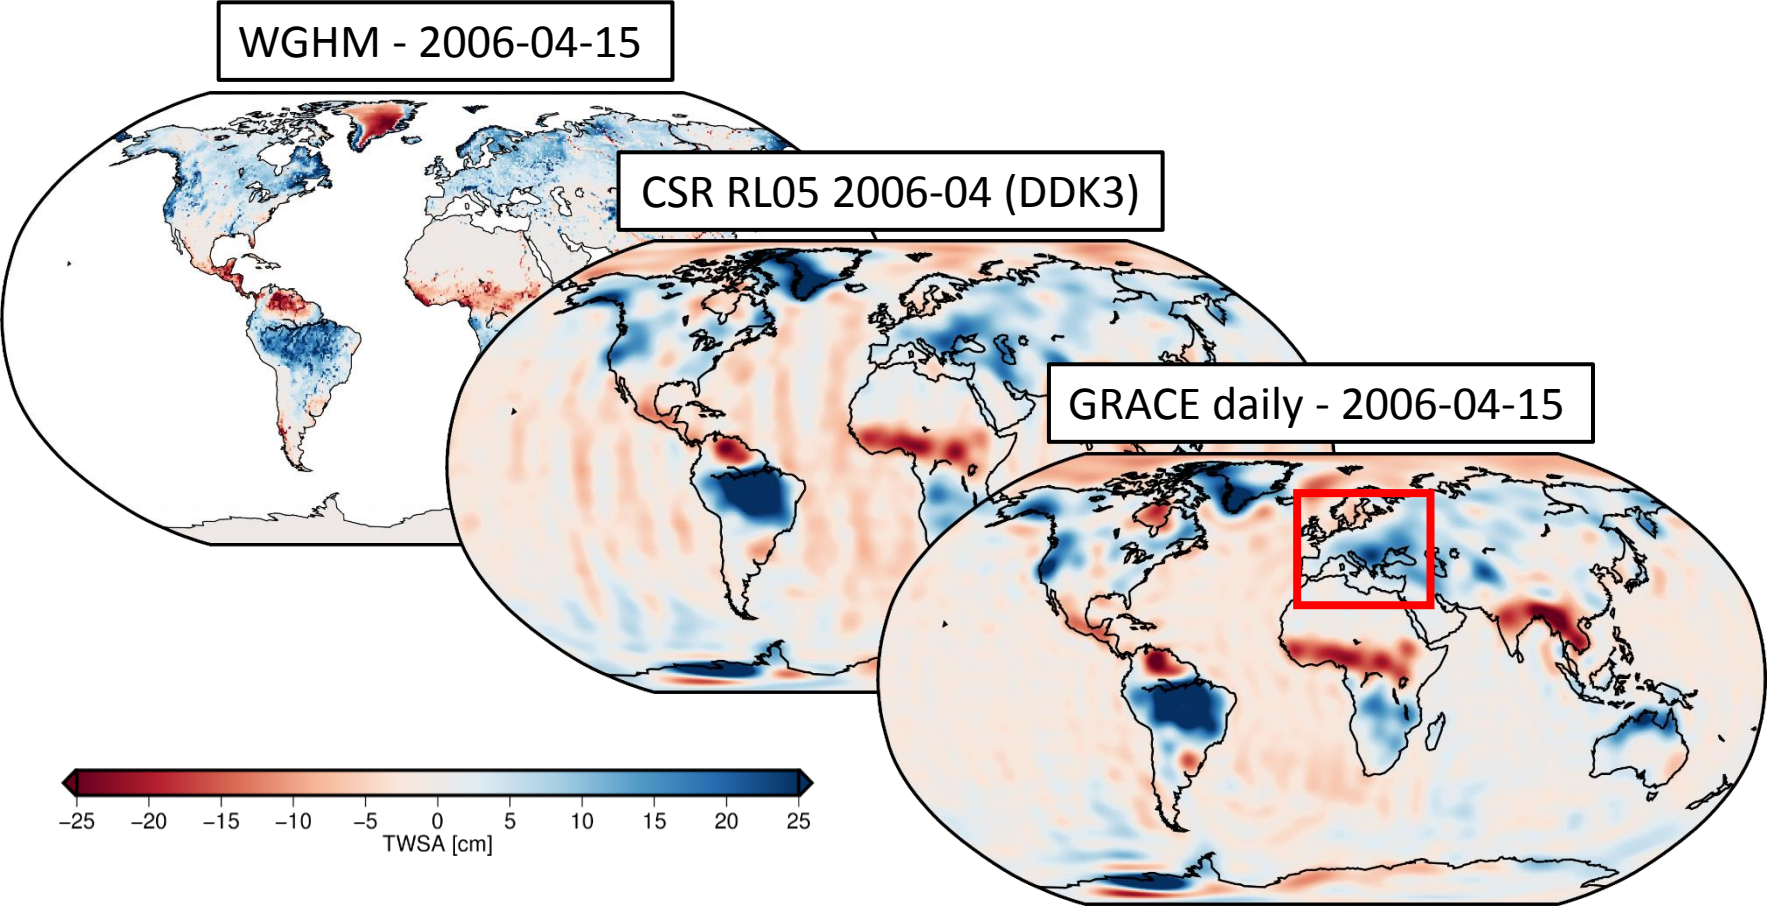 WGHM - 2006-04-15
CSR RL05 2006-04 (DDK3)
GRACE daily - 2006-04-15
−25 −20 −15 −10 −5 0 5 10 15 20 25
TWSA [cm]